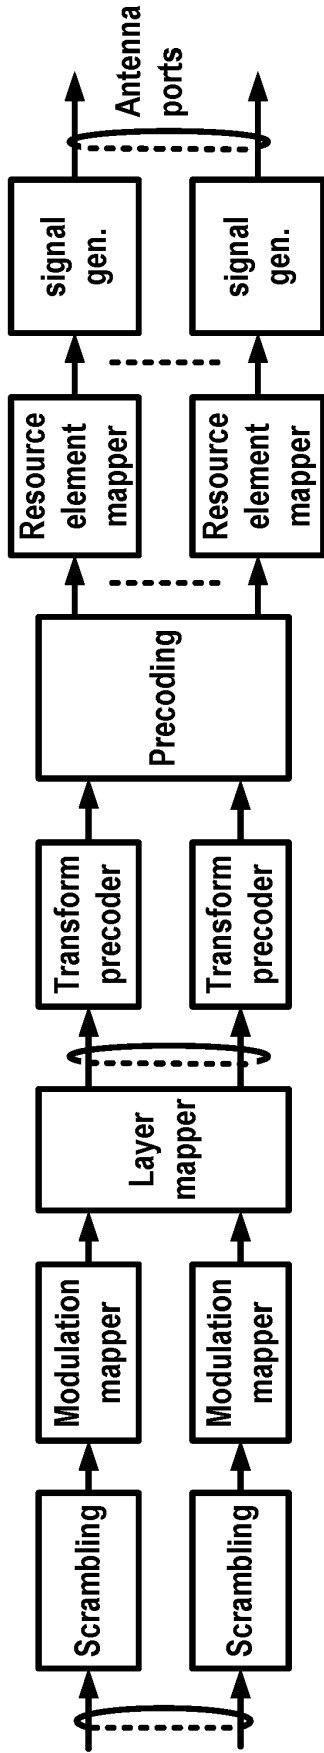 Scrambling
Scrambling
Modulation
mapper
Modulation
mapper
Layer
mapper
Transform
precoder
Transform
precoder
Precoding
Resource
element
mapper
Resource
element
mapper
signal
gen.
signal
gen.
Antenna
ports